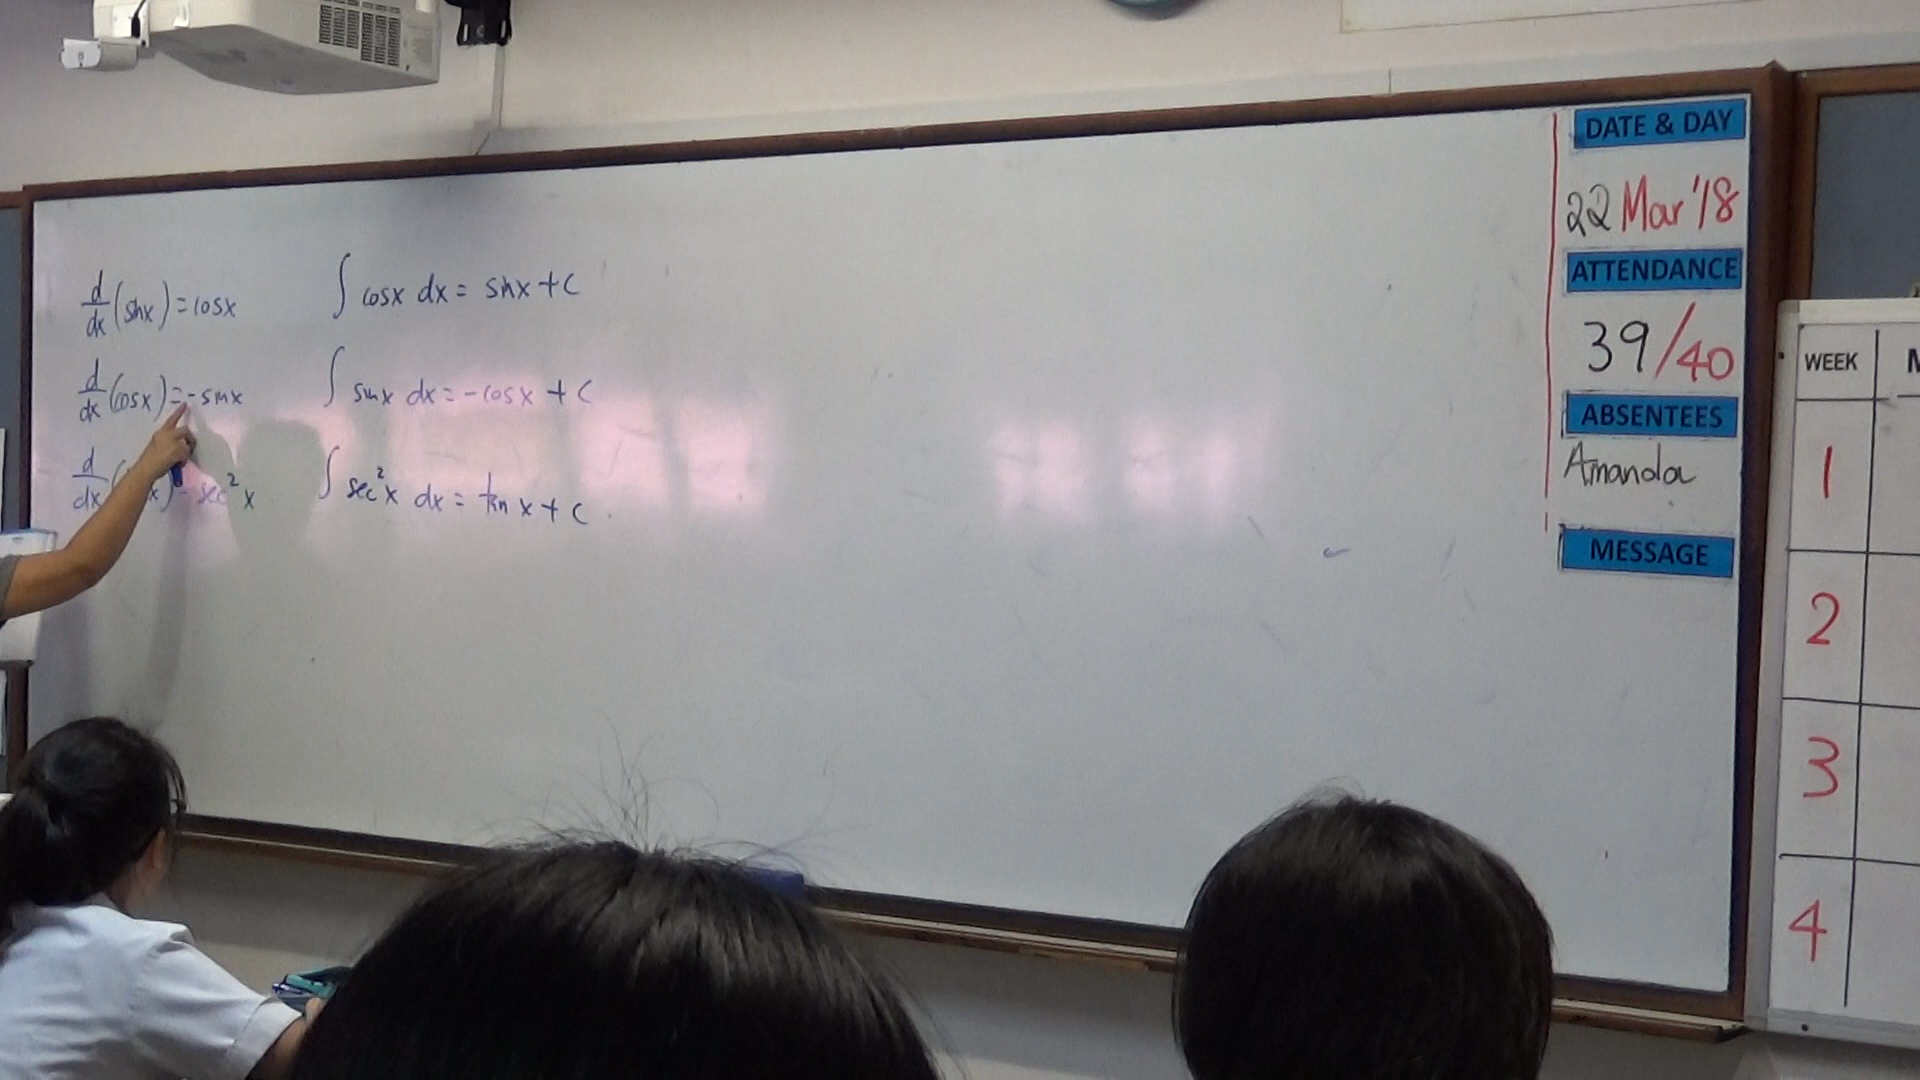 d/dx (sinx) = cosx
∫ cosx dx = sinx + c
d/dx (cosx) = -sinx
∫ sinx dx = -cosx + c
d/dx ( x) = sec²x
∫ sec²x dx = tan x + c.
DATE & DAY
22 Mar '18
ATTENDANCE
39/40
ABSENTEES
Amanda
MESSAGE
WEEK
1
2
3
4